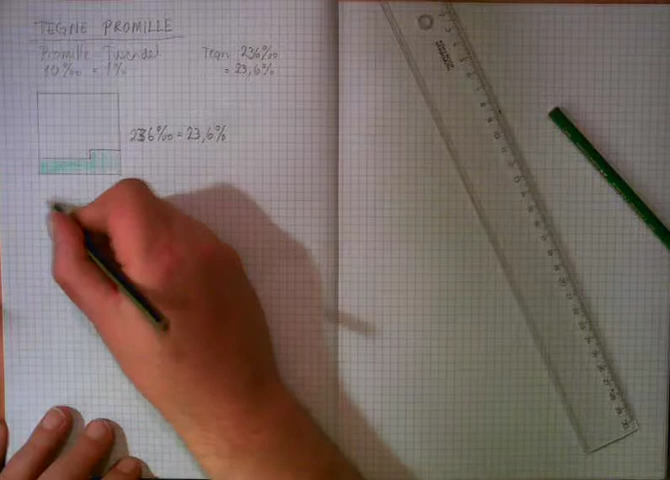 TEGNE PROMILLE
Promille Tusendel
10‰ = 1%
Tegn 236‰
= 23,6%
236‰ = 23,6%